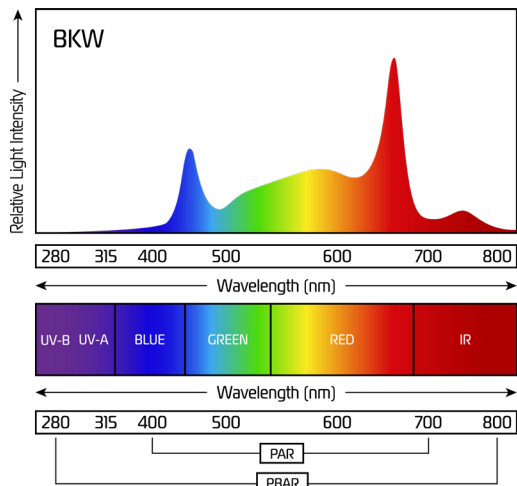 BKW
Relative Light Intensity
280 315 400 500 600 700 800
Wavelength (nm)
UV-B UV-A BLUE GREEN RED IR
Wavelength (nm)
280 315 400 500 600 700 800
PAR
PBAR